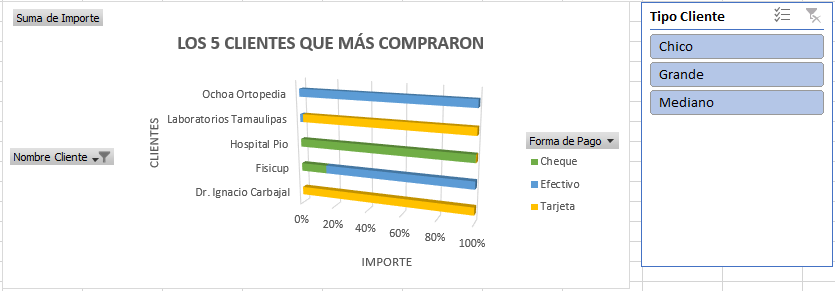 Suma de Importe
LOS 5 CLIENTES QUE MÁS COMPRARON
CLIENTES
Nombre Cliente
Ochoa Ortopedia
Laboratorios Tamaulipas
Hospital Pio
Fisicup
Dr. Ignacio Carbajal
0% 20% 40% 60% 80% 100%
IMPORTE
Forma de Pago
Cheque
Efectivo
Tarjeta
Tipo Cliente
Chico
Grande
Mediano